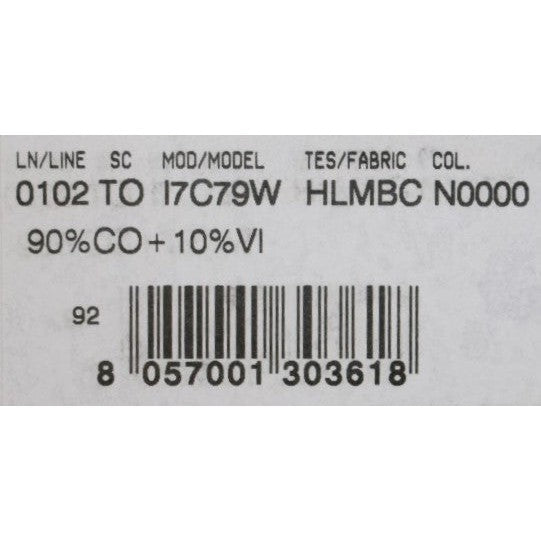 LN/LINE SC MOD/MODEL TES/FABRIC COL.
0102 TO I7C79W HLMBC N0000
90%CO+10%VI
92
8 057001 303618